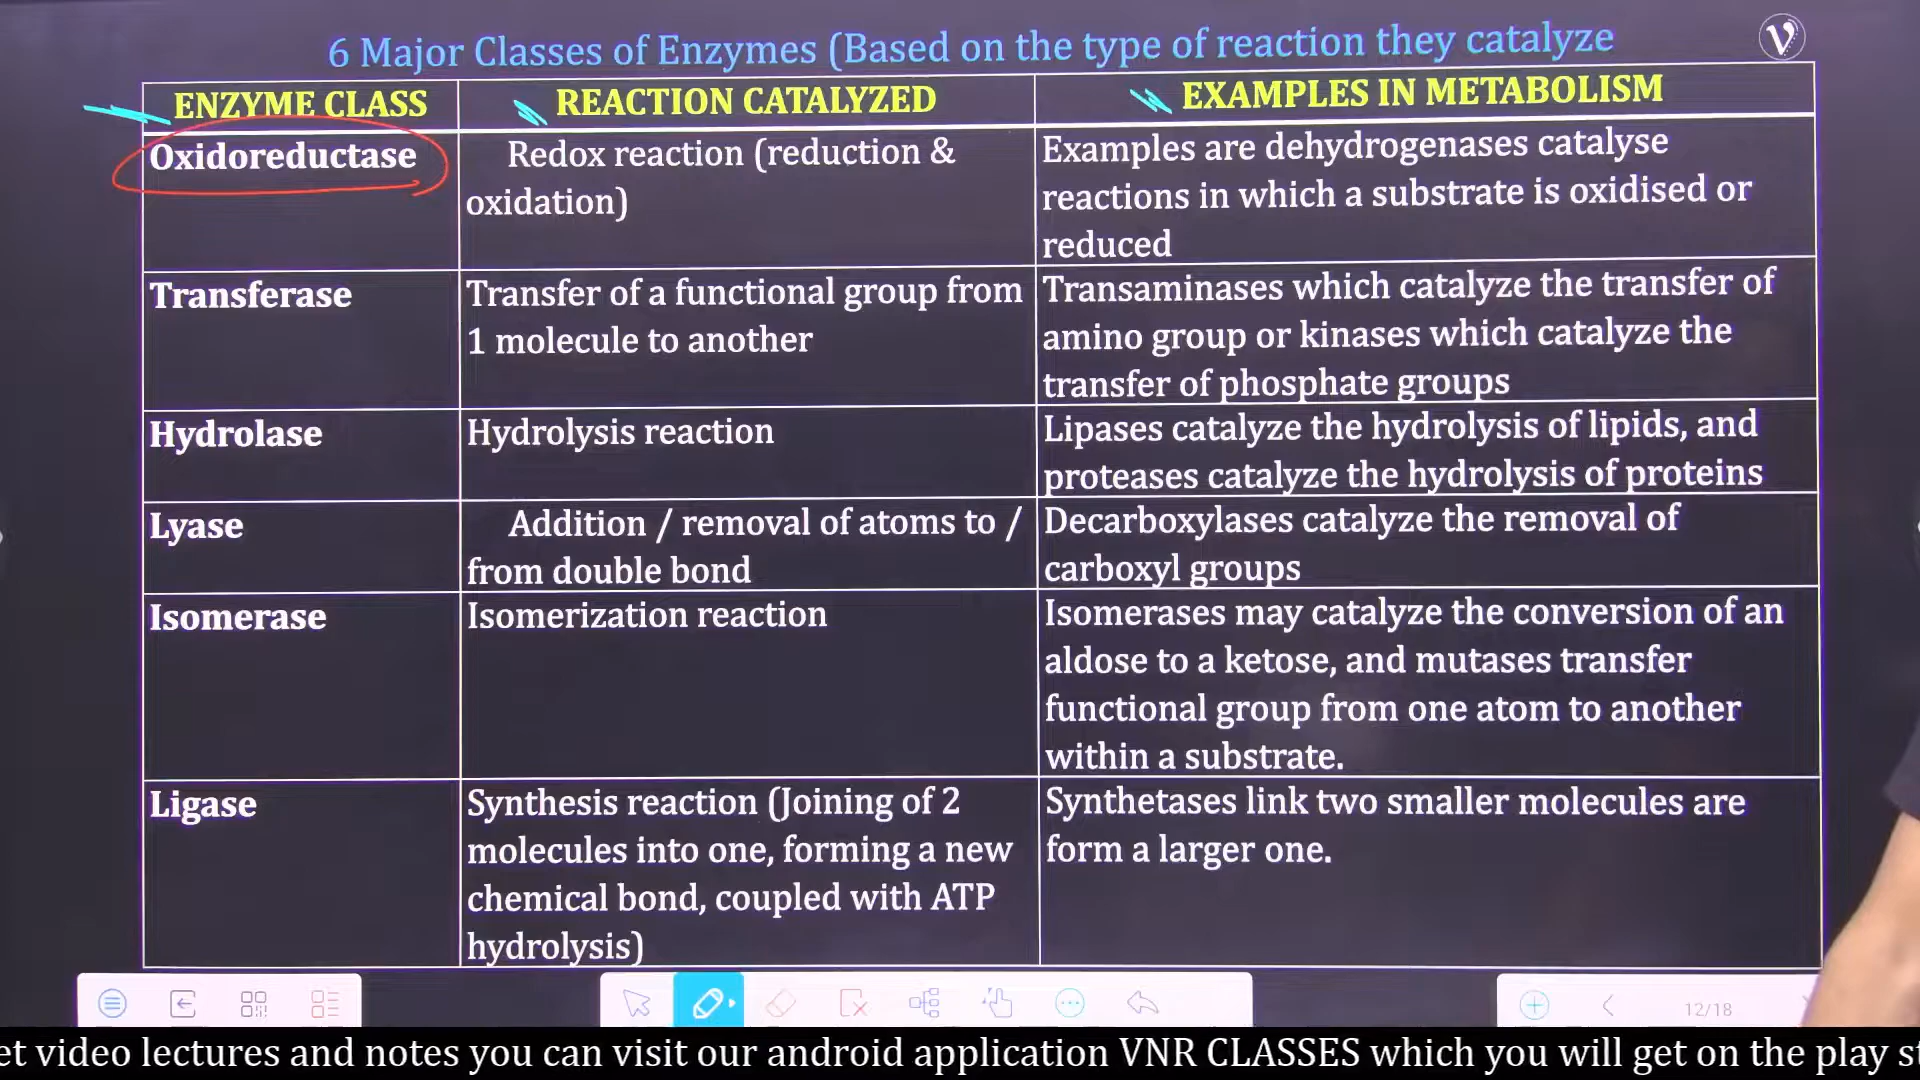 6 Major Classes of Enzymes (Based on the type of reaction they catalyze
V
ENZYME CLASS
REACTION CATALYZED
EXAMPLES IN METABOLISM
Oxidoreductase
Redox reaction (reduction &
oxidation)
Examples are dehydrogenases catalyse
reactions in which a substrate is oxidised or
reduced
Transferase
Transfer of a functional group from
1 molecule to another
Transaminases which catalyze the transfer of
amino group or kinases which catalyze the
transfer of phosphate groups
Hydrolase
Hydrolysis reaction
Lipases catalyze the hydrolysis of lipids, and
proteases catalyze the hydrolysis of proteins
Lyase
Addition / removal of atoms to /
from double bond
Decarboxylases catalyze the removal of
carboxyl groups
Isomerase
Isomerization reaction
Isomerases may catalyze the conversion of an
aldose to a ketose, and mutases transfer
functional group from one atom to another
within a substrate.
Ligase
Synthesis reaction (Joining of 2
molecules into one, forming a new
chemical bond, coupled with ATP
hydrolysis)
Synthetases link two smaller molecules are
form a larger one.
12/18
et video lectures and notes you can visit our android application VNR CLASSES which you will get on the play st